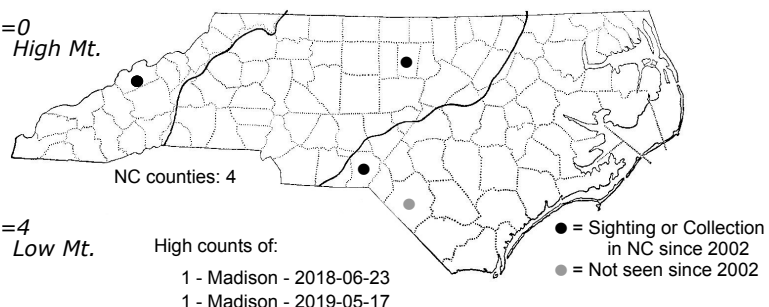 =0
High Mt.
NC counties: 4
=4
Low Mt.
High counts of:
1 - Madison - 2018-06-23
1 - Madison - 2019-05-17
= Sighting or Collection
in NC since 2002
= Not seen since 2002